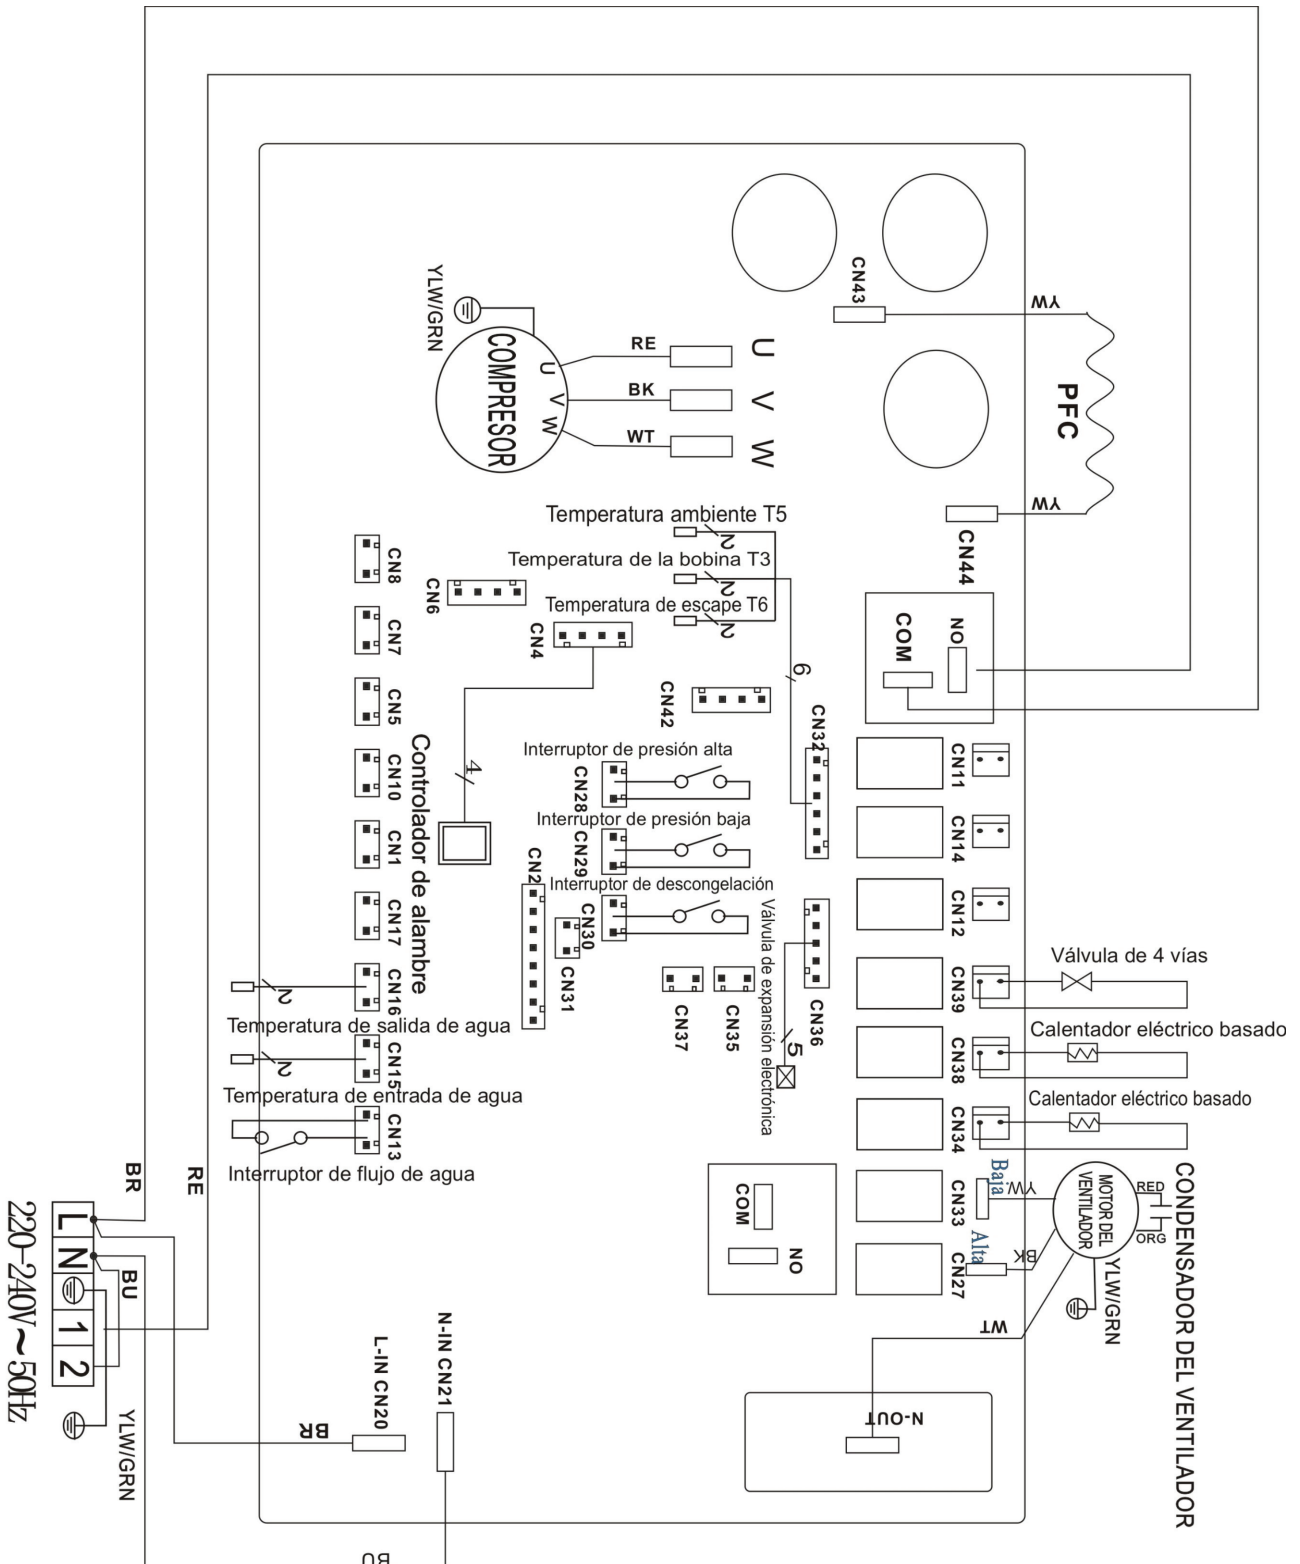 CN43
YW
YLW/GRN
COMPRESOR
U
V
W
RE
BK
WT
U
V
W
PFC
YW
CN44
Temperatura ambiente T5
2
Temperatura de la bobina T3
2
Temperatura de escape T6
2
CN8
CN6
CN4
CN7
CN5
CN42
6
CN32
COM
NO
Controlador de alambre
4
CN10
CN1
CN17
Interruptor de presión alta
CN28
Interruptor de presión baja
CN29
Interruptor de descongelación
CN2
CN30
CN31
CN37
CN35
Válvula de expansión electrónica
5
CN36
CN11
CN14
CN12
CN39
Válvula de 4 vías
CN38
Calentador eléctrico basado
CN34
Calentador eléctrico basado
CN16
2
Temperatura de salida de agua
CN15
2
Temperatura de entrada de agua
CN13
Interruptor de flujo de agua
COM
NO
CN33
Baja
YW
CN27
Alta
BK
MOTOR DEL
VENTILADOR
RED
ORG
YLW/GRN
CONDENSADOR DEL VENTILADOR
WT
N-OUT
BR
RE
L
N
1
2
BU
220-240V~50Hz
YLW/GRN
BR
L-IN CN20
N-IN CN21
BU